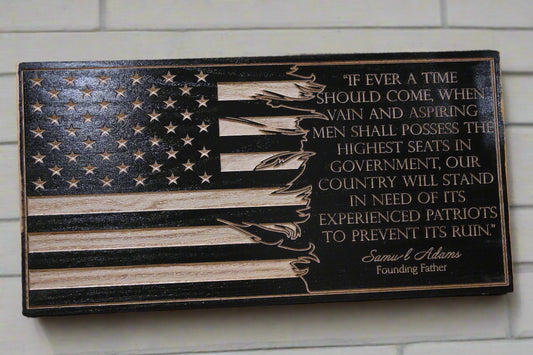 "IF EVER A TIME
SHOULD COME, WHEN
VAIN AND ASPIRING
MEN SHALL POSSESS THE
HIGHEST SEATS IN
GOVERNMENT, OUR
COUNTRY WILL STAND
IN NEED OF ITS
EXPERIENCED PATRIOTS
TO PREVENT ITS RUIN."
Samu l Adams
Founding Father